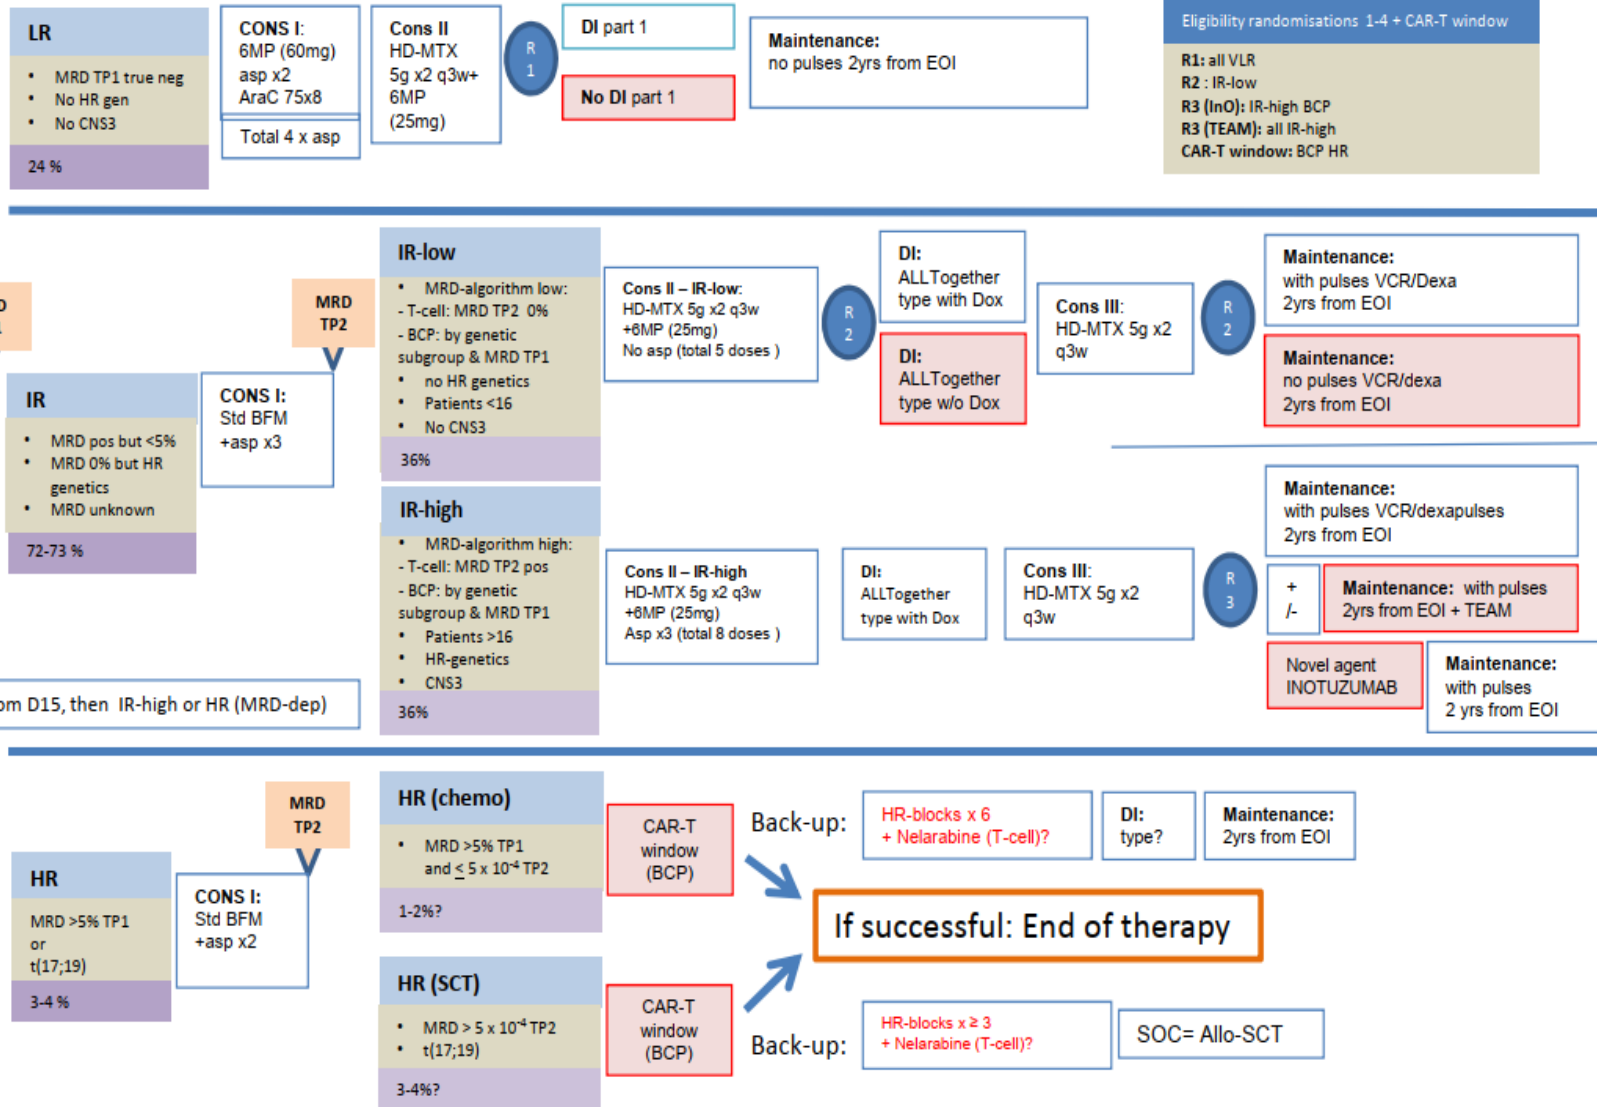 LR
• MRD TP1 true neg
• No HR gen
• No CNS3
24 %
CONS I:
6MP (60mg)
asp x2
AraC 75x8
Total 4 x asp
Cons II
HD-MTX
5g x2 q3w+
6MP
(25mg)
R
1
DI part 1
No DI part 1
Maintenance:
no pulses 2yrs from EOI
Eligibility randomisations 1-4 + CAR-T window
R1: all VLR
R2 : IR-low
R3 (InO): IR-high BCP
R3 (TEAM): all IR-high
CAR-T window: BCP HR
IR
• MRD pos but <5%
• MRD 0% but HR
genetics
• MRD unknown
72-73 %
CONS I:
Std BFM
+asp x3
MRD
TP2
IR-low
• MRD-algorithm low:
- T-cell: MRD TP2 0%
- BCP: by genetic
subgroup & MRD TP1
• no HR genetics
• Patients <16
• No CNS3
36%
Cons II – IR-low:
HD-MTX 5g x2 q3w
+6MP (25mg)
No asp (total 5 doses )
R
2
DI:
ALLTogether
type with Dox
DI:
ALLTogether
type w/o Dox
Cons III:
HD-MTX 5g x2
q3w
R
2
Maintenance:
with pulses VCR/Dexa
2yrs from EOI
Maintenance:
no pulses VCR/dexa
2yrs from EOI
IR-high
• MRD-algorithm high:
- T-cell: MRD TP2 pos
- BCP: by genetic
subgroup & MRD TP1
• Patients >16
• HR-genetics
• CNS3
36%
Cons II – IR-high
HD-MTX 5g x2 q3w
+6MP (25mg)
Asp x3 (total 8 doses )
DI:
ALLTogether
type with Dox
Cons III:
HD-MTX 5g x2
q3w
R
3
Maintenance:
with pulses VCR/dexapulses
2yrs from EOI
+
/-
Maintenance: with pulses
2yrs from EOI + TEAM
Novel agent
INOTUZUMAB
Maintenance:
with pulses
2 yrs from EOI
om D15, then IR-high or HR (MRD-dep)
HR
MRD >5% TP1
or
t(17;19)
3-4 %
CONS I:
Std BFM
+asp x2
MRD
TP2
HR (chemo)
• MRD >5% TP1
and ≤ 5 x 10⁻⁴ TP2
1-2%?
CAR-T
window
(BCP)
Back-up:
HR-blocks x 6
+ Nelarabine (T-cell)?
DI:
type?
Maintenance:
2yrs from EOI
If successful: End of therapy
HR (SCT)
• MRD > 5 x 10⁻⁴ TP2
• t(17;19)
3-4%?
CAR-T
window
(BCP)
Back-up:
HR-blocks x ≥ 3
+ Nelarabine (T-cell)?
SOC= Allo-SCT